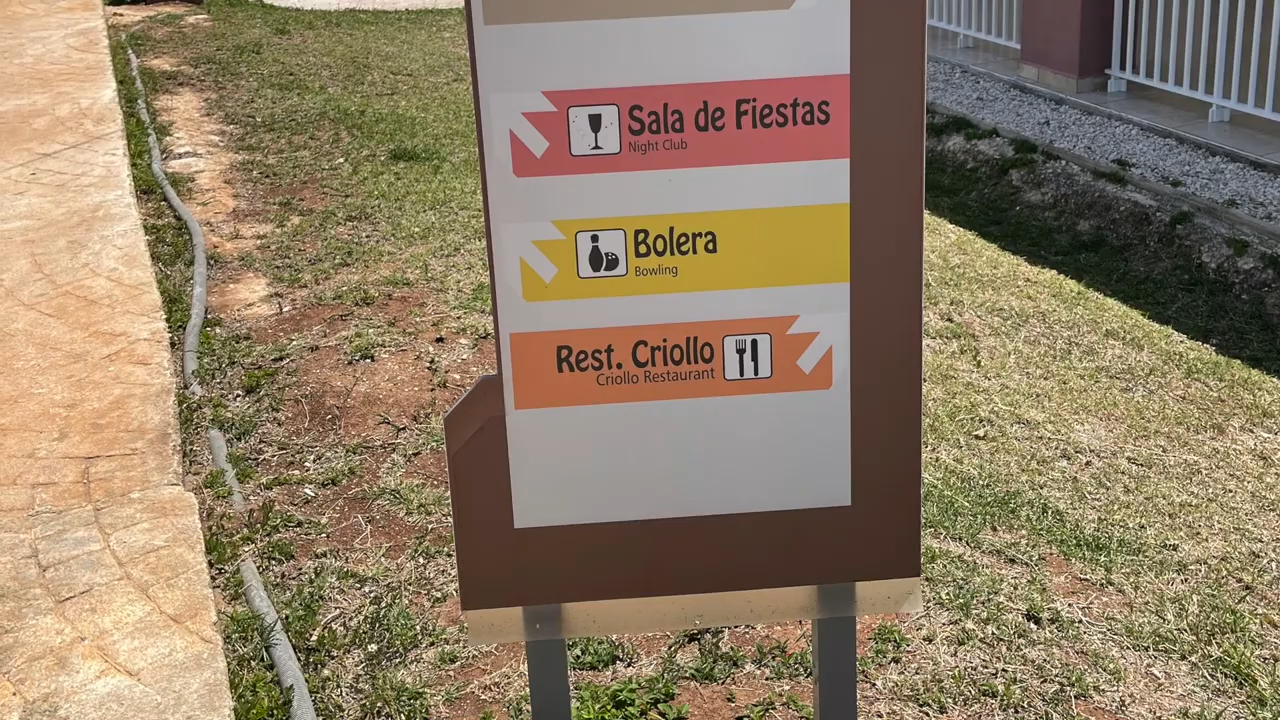 Sala de Fiestas
Night Club
Bolera
Bowling
Rest. Criollo
Criollo Restaurant